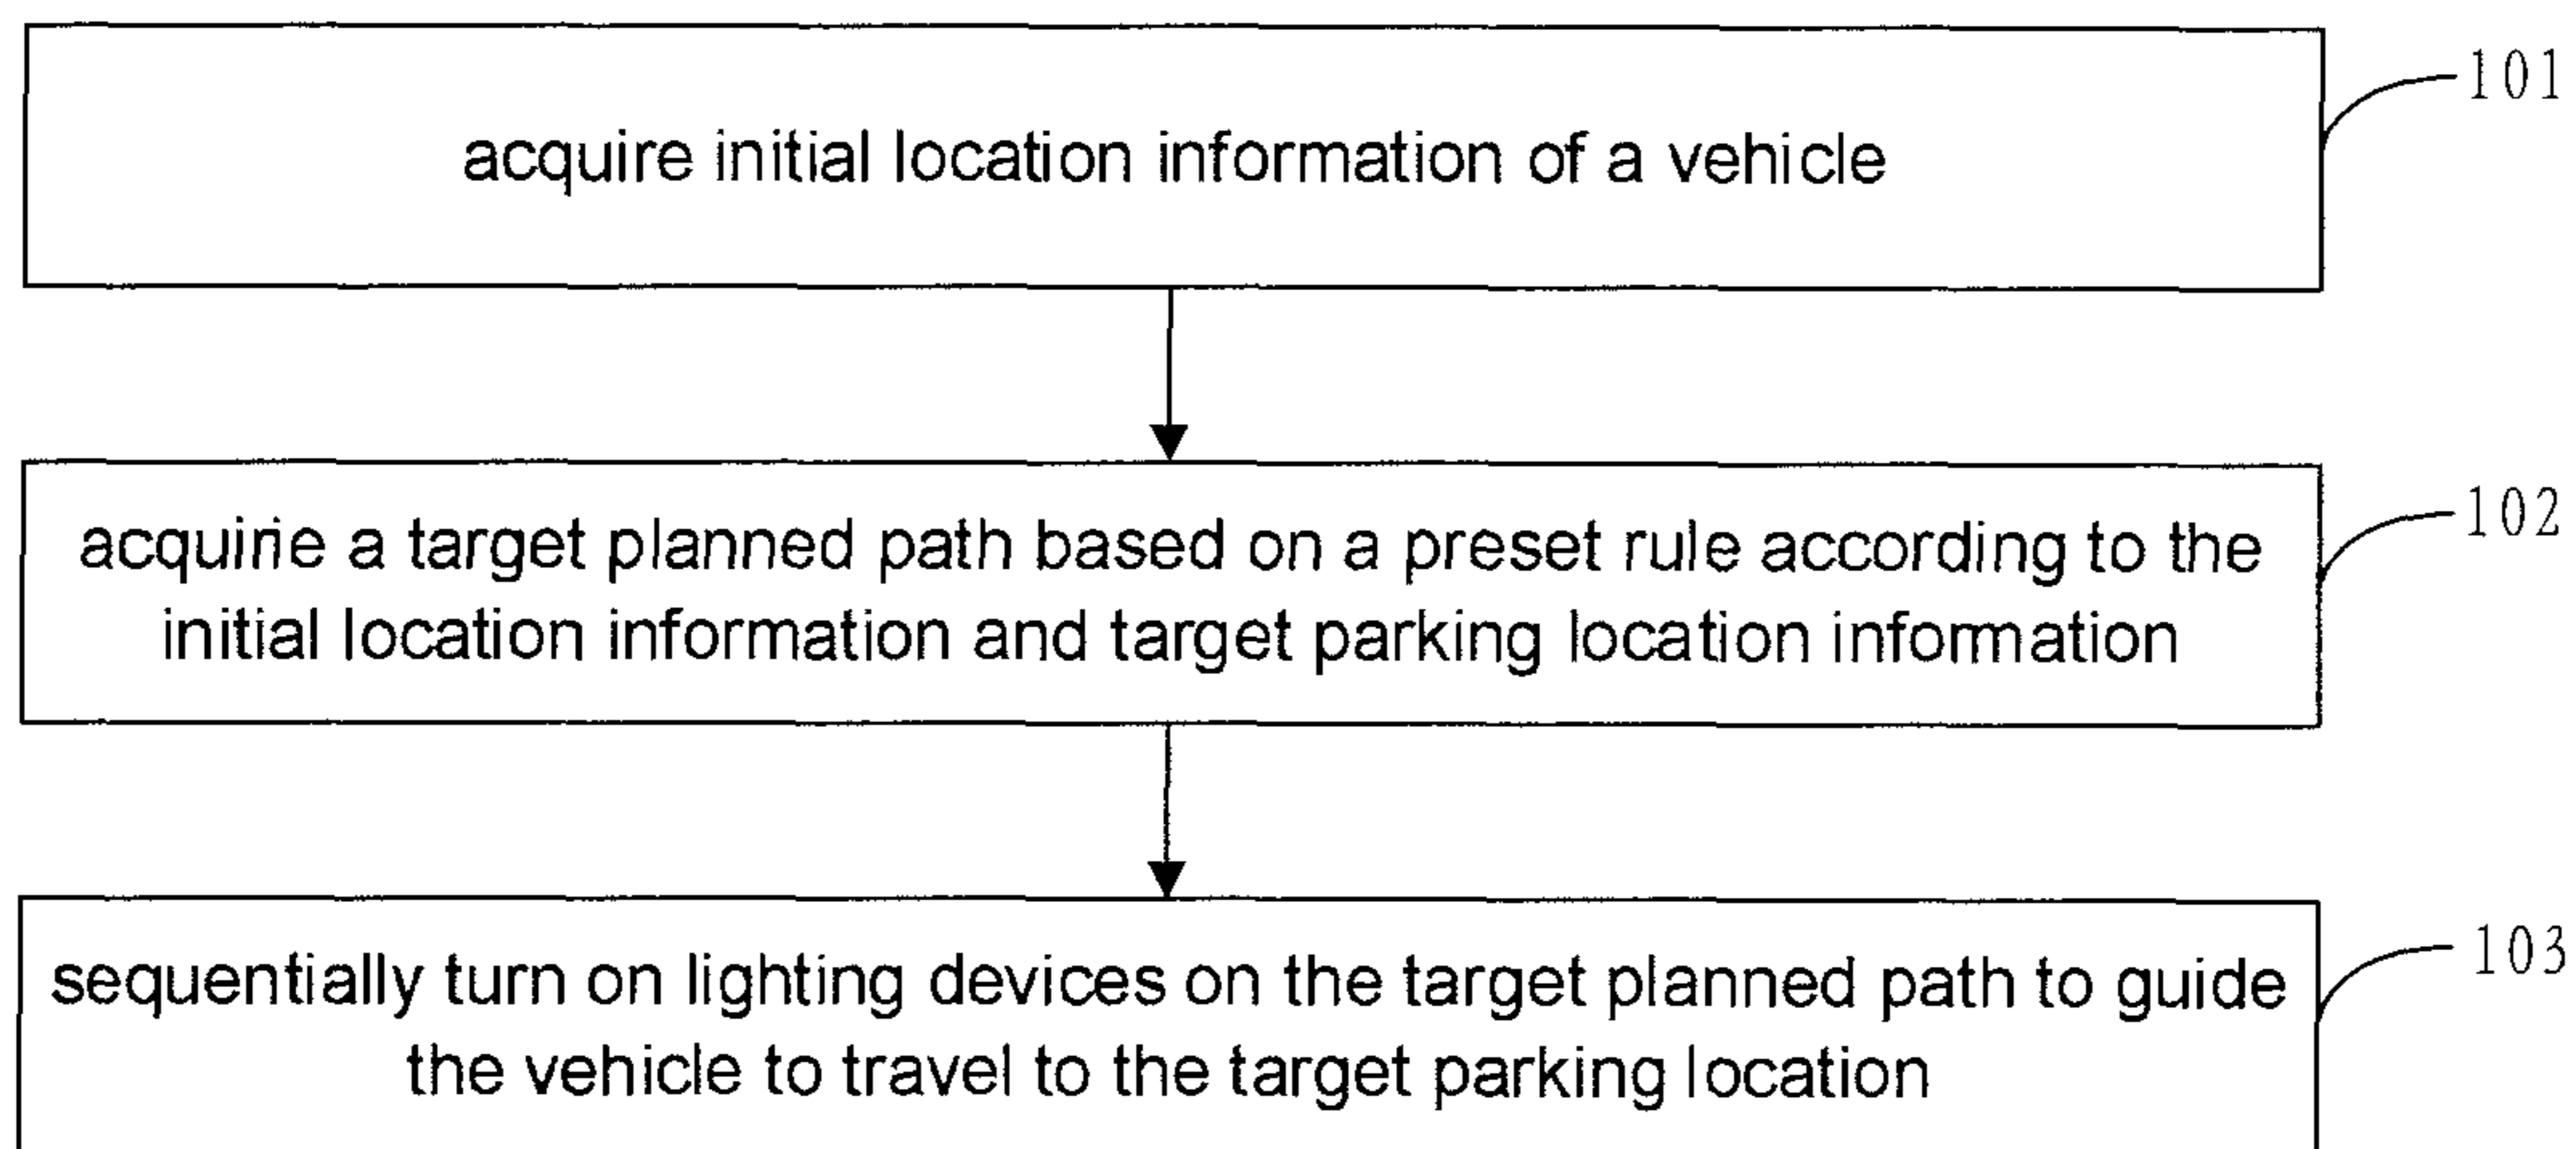 101
acquire initial location information of a vehicle
102
acquirie a target planned path based on a preset rule according to the
initial location information and target parking location information
103
sequentially turn on lighting devices on the target planned path to guide
the vehicle to travel to the target parking location